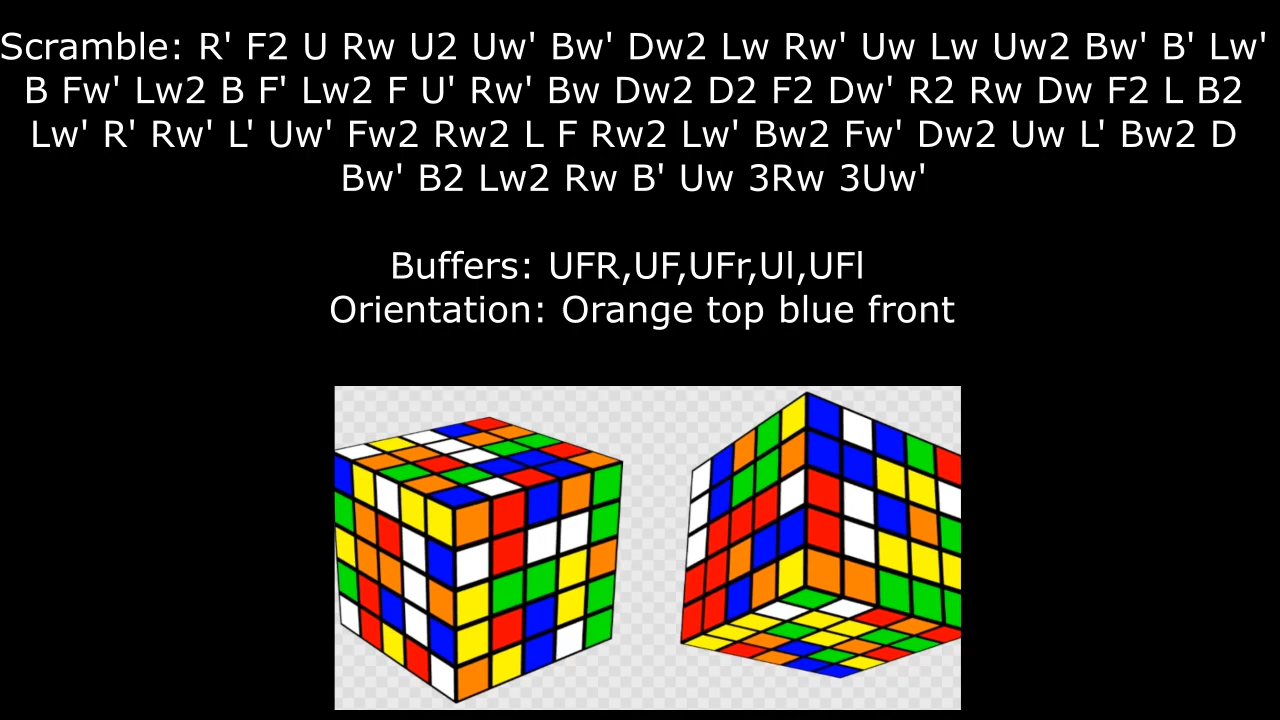 Scramble: R' F2 U Rw U2 Uw' Bw' Dw2 Lw Rw' Uw Lw Uw2 Bw' B' Lw'
B Fw' Lw2 B F' Lw2 F U' Rw' Bw Dw2 D2 F2 Dw' R2 Rw Dw F2 L B2
Lw' R' Rw' L' Uw' Fw2 Rw2 L F Rw2 Lw' Bw2 Fw' Dw2 Uw L' Bw2 D
Bw' B2 Lw2 Rw B' Uw 3Rw 3Uw'
Buffers: UFR,UF,UFr,Ul,UFl
Orientation: Orange top blue front